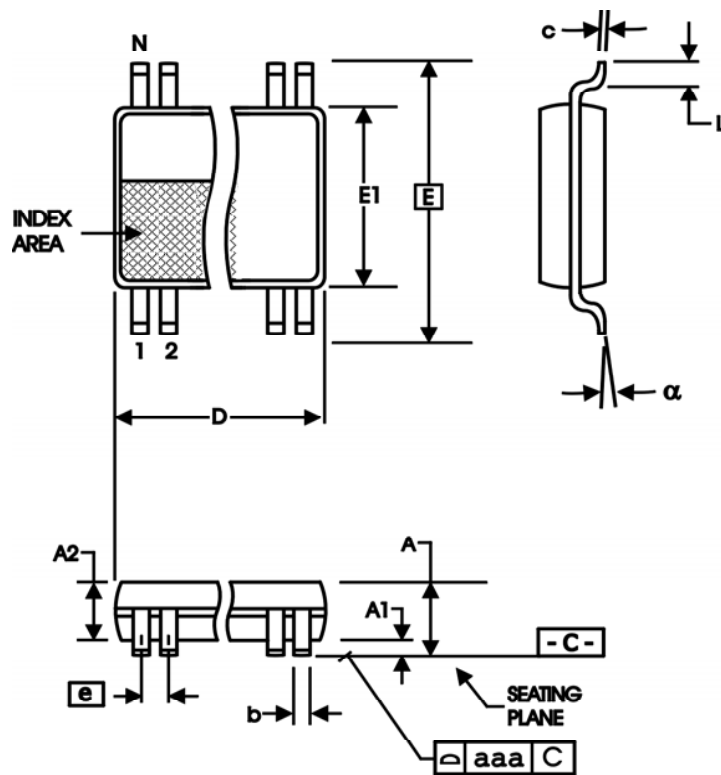 N
c
L
E1
E
INDEX
AREA
1 2
α
D
A2
A
A1
- C -
e
b
SEATING
PLANE
aaa C